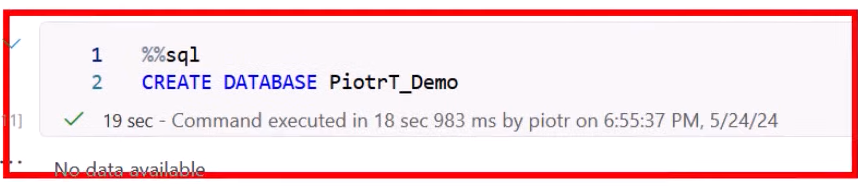 1 %%sql
2 CREATE DATABASE PiotrT_Demo
[1] 19 sec - Command executed in 18 sec 983 ms by piotr on 6:55:37 PM, 5/24/24
... No data available